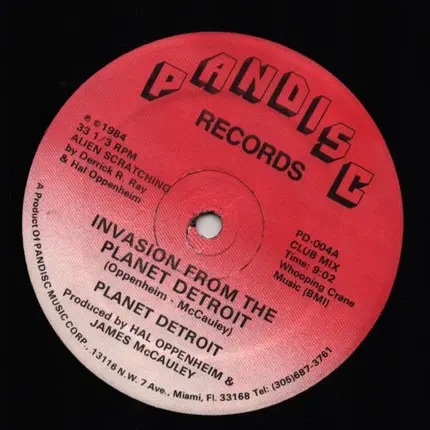 PANDISC
RECORDS
℗ © 1984
33 1/3 RPM
ALIEN SCRATCHING
by Derrick R. Ray
& Hal Oppenheim
PD-004A
CLUB MIX
Time: 9:02
Whooping Crane
Music (BMI)
INVASION FROM THE
PLANET DETROIT
(Oppenheim - McCauley)
PLANET DETROIT
Produced by HAL OPPENHEIM &
JAMES McCAULEY
A Product Of PANDISC MUSIC CORP., 13116 N.W. 7 Ave., Miami, Fl. 33168 Tel: (305)687-3761